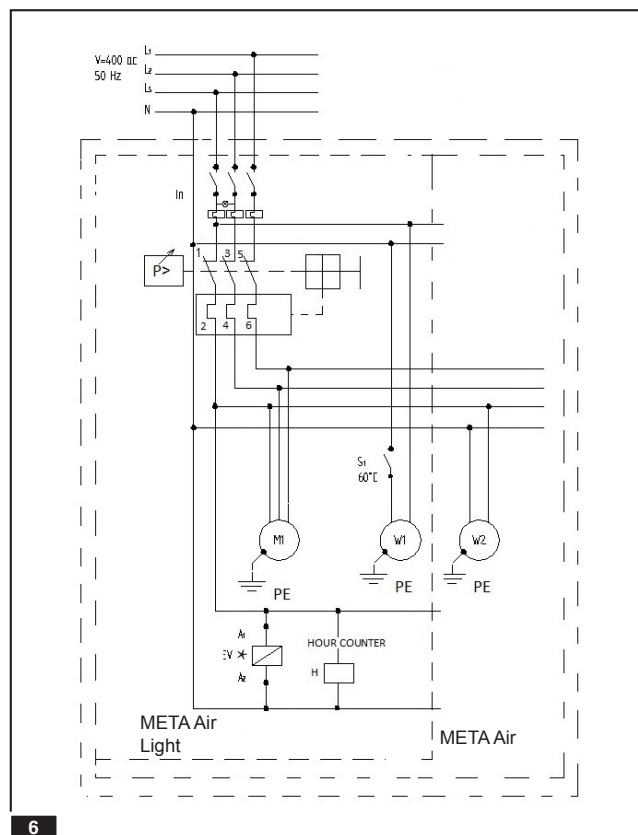 L1
V=400 ac
L2
50 Hz
L3
N
In
1
3
5
P>
2
4
6
S1
60°C
M1
W1
W2
PE
PE
PE
A1
HOUR COUNTER
EV *
H
A2
META Air
Light
META Air
6